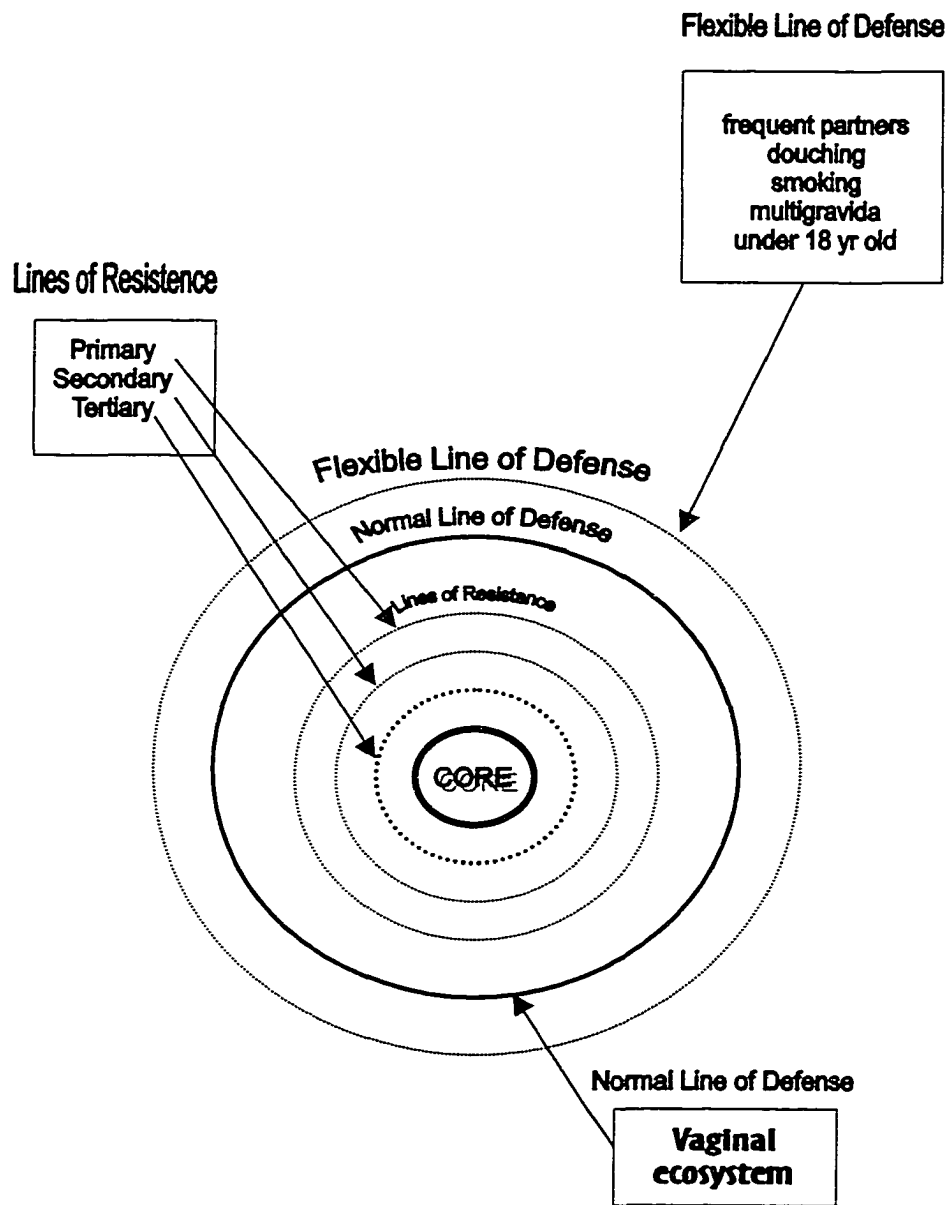 Flexible Line of Defense
frequent partners
douching
smoking
multigravida
under 18 yr old
Lines of Resistence
Primary
Secondary
Tertiary
Flexible Line of Defense
Normal Line of Defense
Lines of Resistance
CORE
Normal Line of Defense
Vaginal
ecosystem